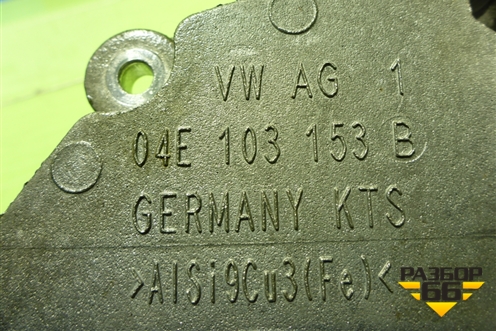 VW AG 1
04E 103 153 B
GERMANY KTS
>AlSi9Cu3(Fe)<
РАЗБОР
66